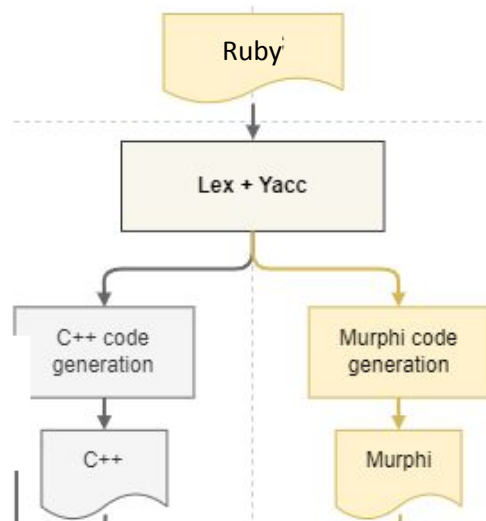 Ruby
Lex + Yacc
C++ code
generation
Murphi code
generation
C++
Murphi